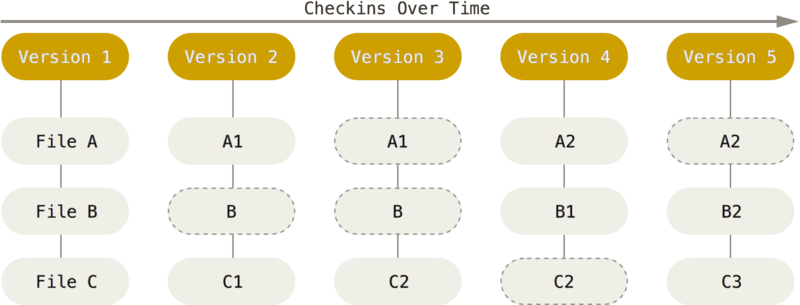 Checkins Over Time
Version 1 Version 2 Version 3 Version 4 Version 5
File A A1 A1 A2 A2
File B B B B1 B2
File C C1 C2 C2 C3